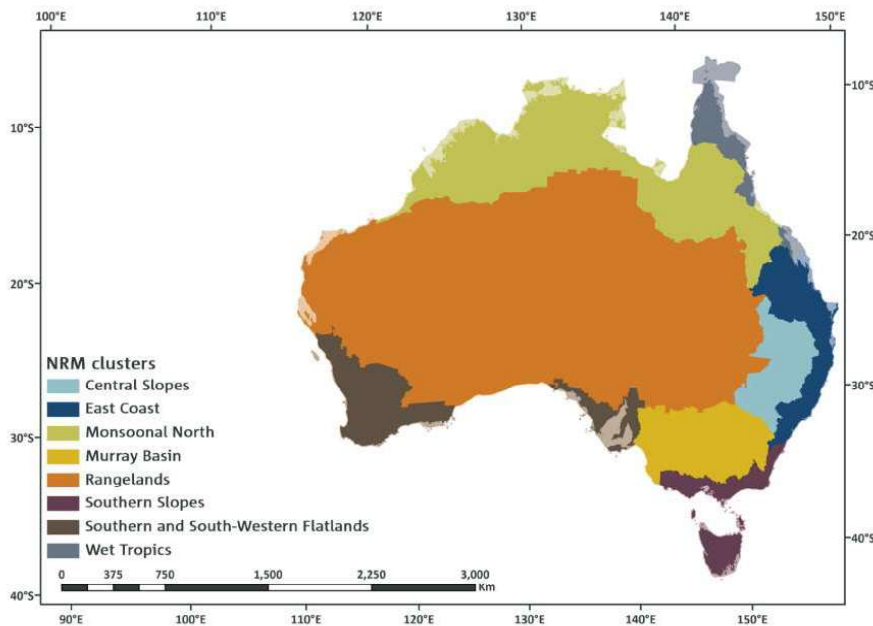 100°E 110°E 120°E 130°E 140°E 150°E
10°S 10°S
20°S 20°S
30°S 30°S
40°S 40°S
NRM clusters
Central Slopes
East Coast
Monsoonal North
Murray Basin
Rangelands
Southern Slopes
Southern and South-Western Flatlands
Wet Tropics
0 375 750 1,500 2,250 3,000
Km
90°E 100°E 110°E 120°E 130°E 140°E 150°E